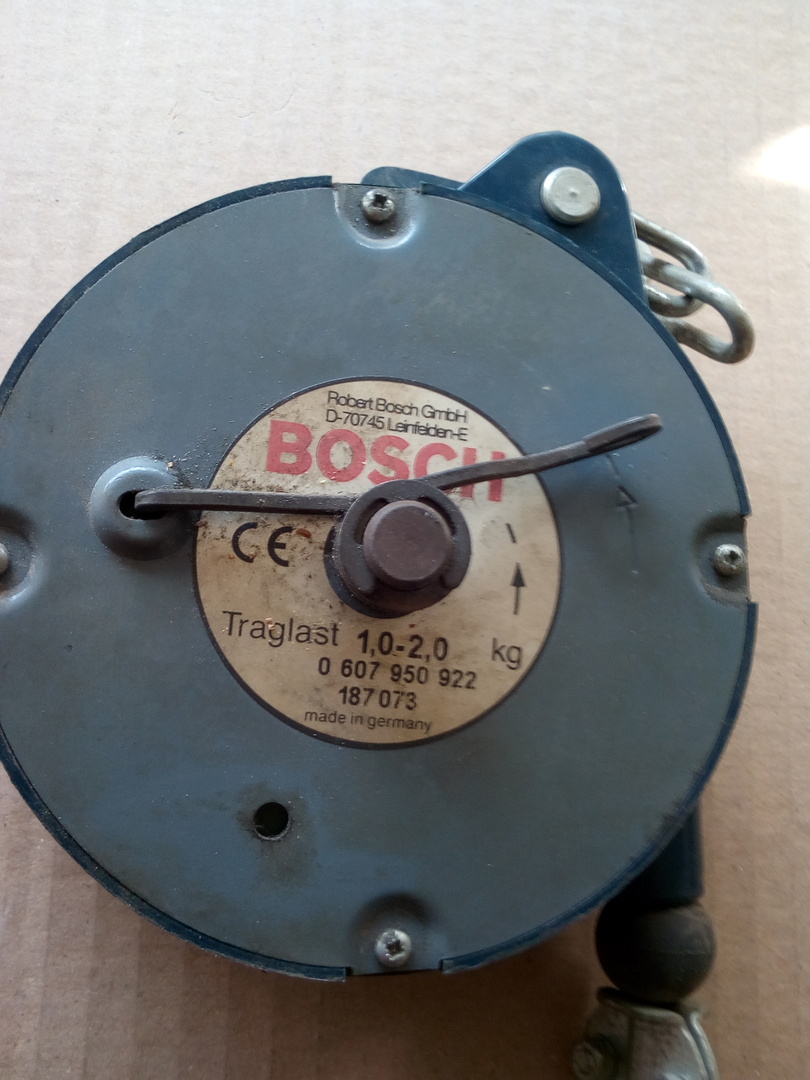 Robert Bosch GmbH
D-70745 Leinfelden-E
BOSCH
CE
Traglast 1,0-2,0 kg
0 607 950 922
187 073
made in germany